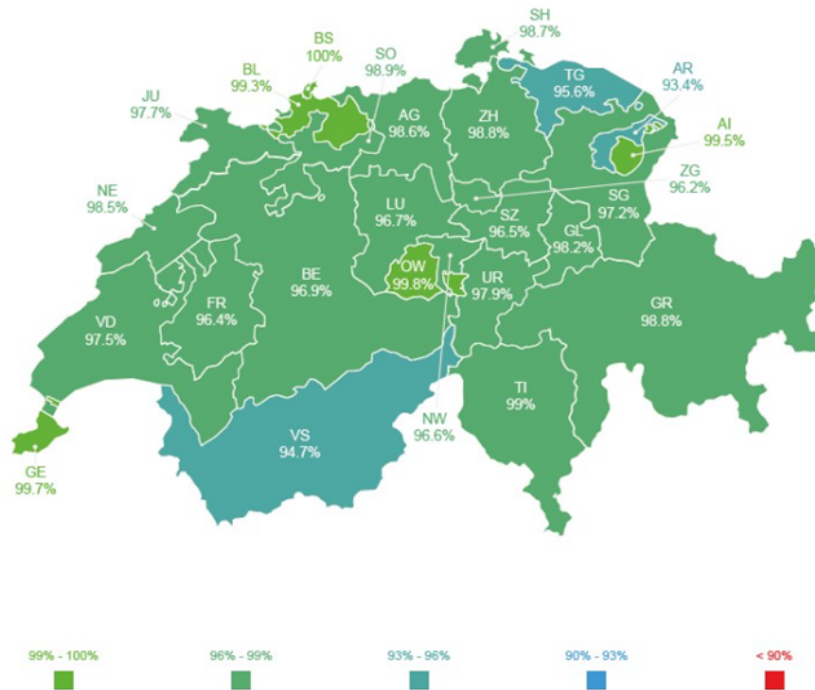 SH
98.7%
BS
100%
BL
99.3%
SO
98.9%
TG
95.6%
AR
93.4%
JU
97.7%
AG
98.6%
ZH
98.8%
AI
99.5%
ZG
96.2%
NE
98.5%
LU
96.7%
SZ
96.5%
SG
97.2%
GL
98.2%
OW
99.8%
UR
97.9%
BE
96.9%
FR
96.4%
VD
97.5%
GR
98.8%
TI
99%
NW
96.6%
VS
94.7%
GE
99.7%
99% - 100%
96% - 99%
93% - 96%
90% - 93%
< 90%